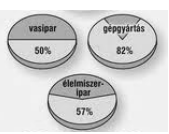 vasipar
50%
gépgyártás
82%
élelmiszer-
ipar
57%